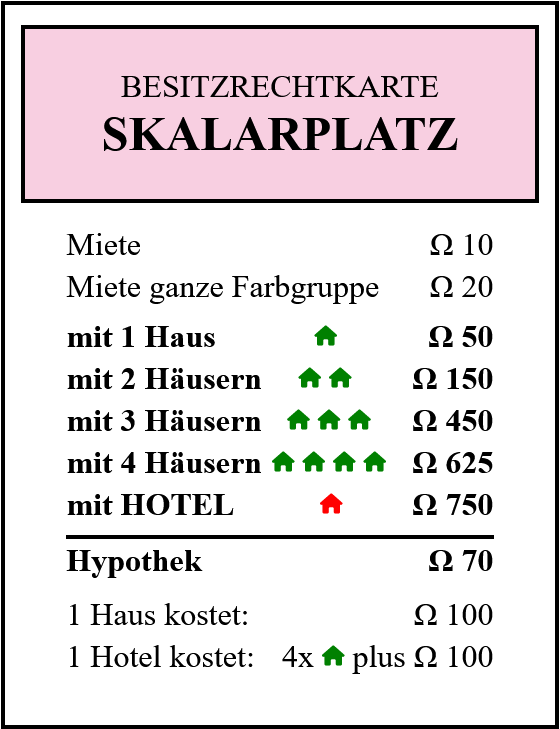 BESITZRECHTKARTE
SKALARPLATZ
Miete Ω 10
Miete ganze Farbgruppe Ω 20
mit 1 Haus Ω 50
mit 2 Häusern Ω 150
mit 3 Häusern Ω 450
mit 4 Häusern Ω 625
mit HOTEL Ω 750
Hypothek Ω 70
1 Haus kostet: Ω 100
1 Hotel kostet: 4x plus Ω 100